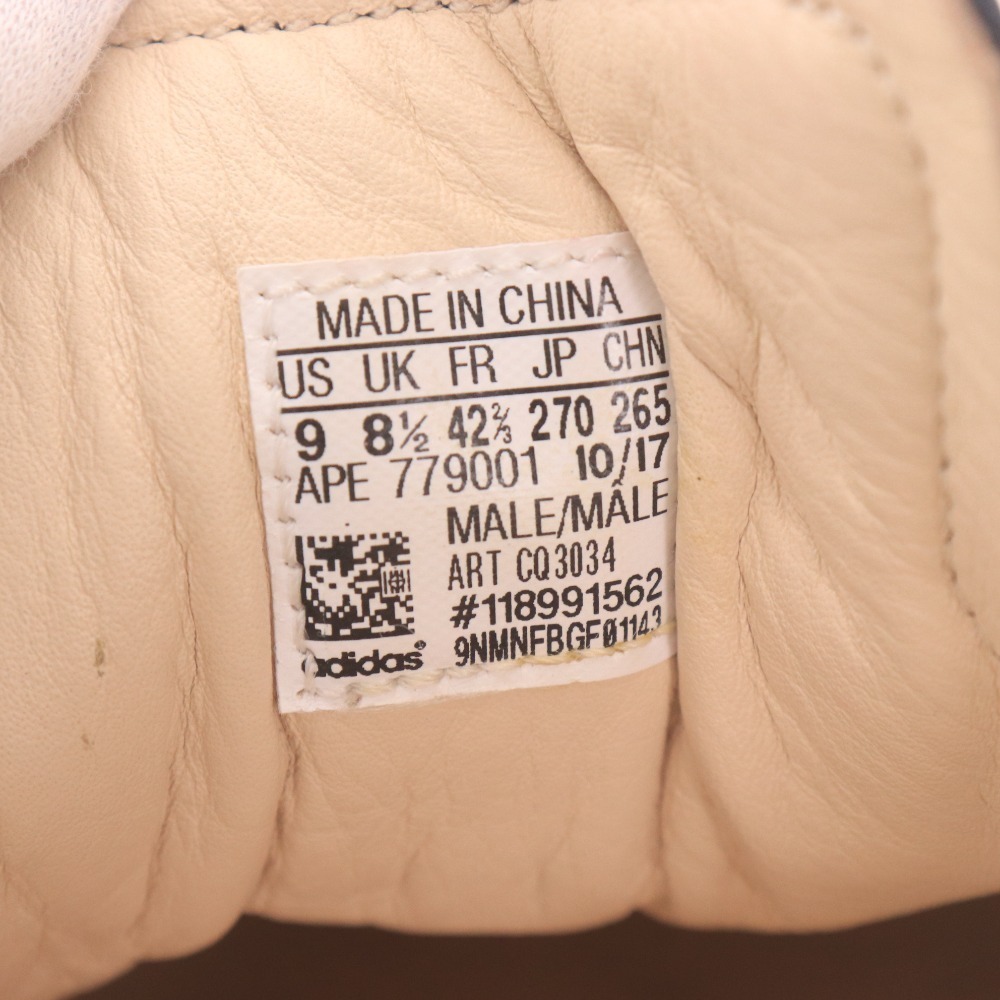 MADE IN CHINA
US UK FR JP CHN
9 8½ 42⅔ 270 265
APE 779001 10/17
MALE/MÂLE
ART CQ3034
#118991562
9NMNFBGF01143
adidas®